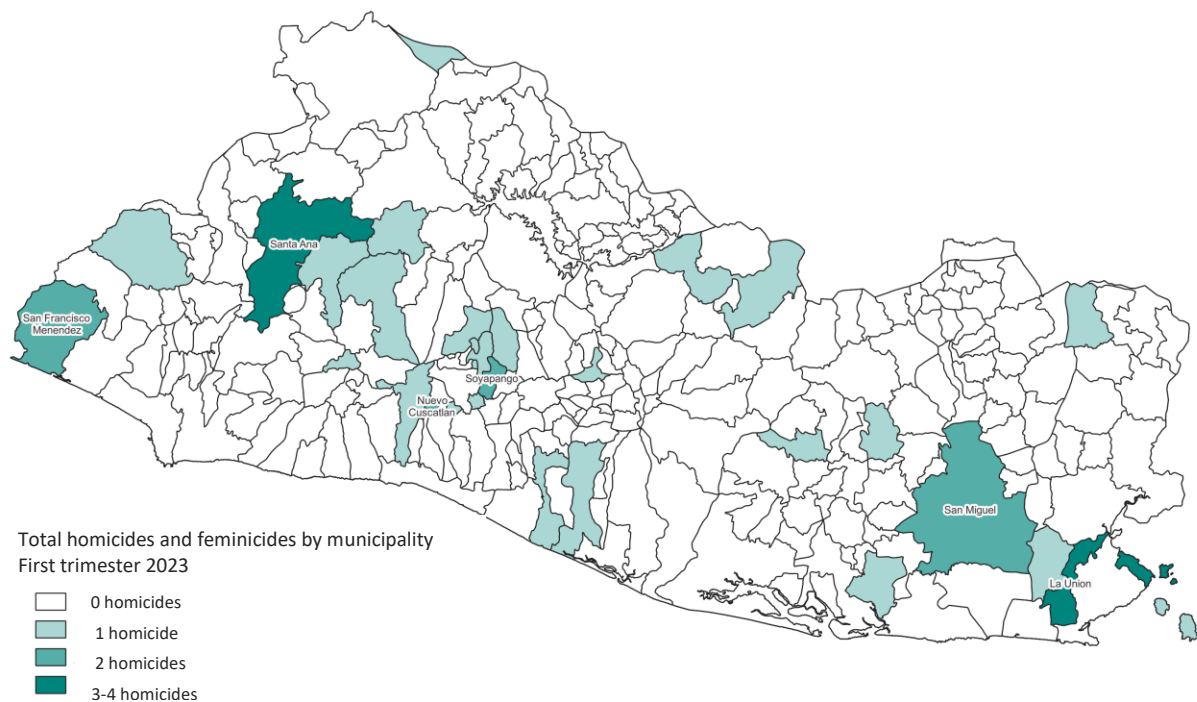 Santa Ana
San Francisco
Menendez
Soyapango
Nuevo
Cuscatlan
San Miguel
La Union
Total homicides and feminicides by municipality
First trimester 2023
0 homicides
1 homicide
2 homicides
3-4 homicides